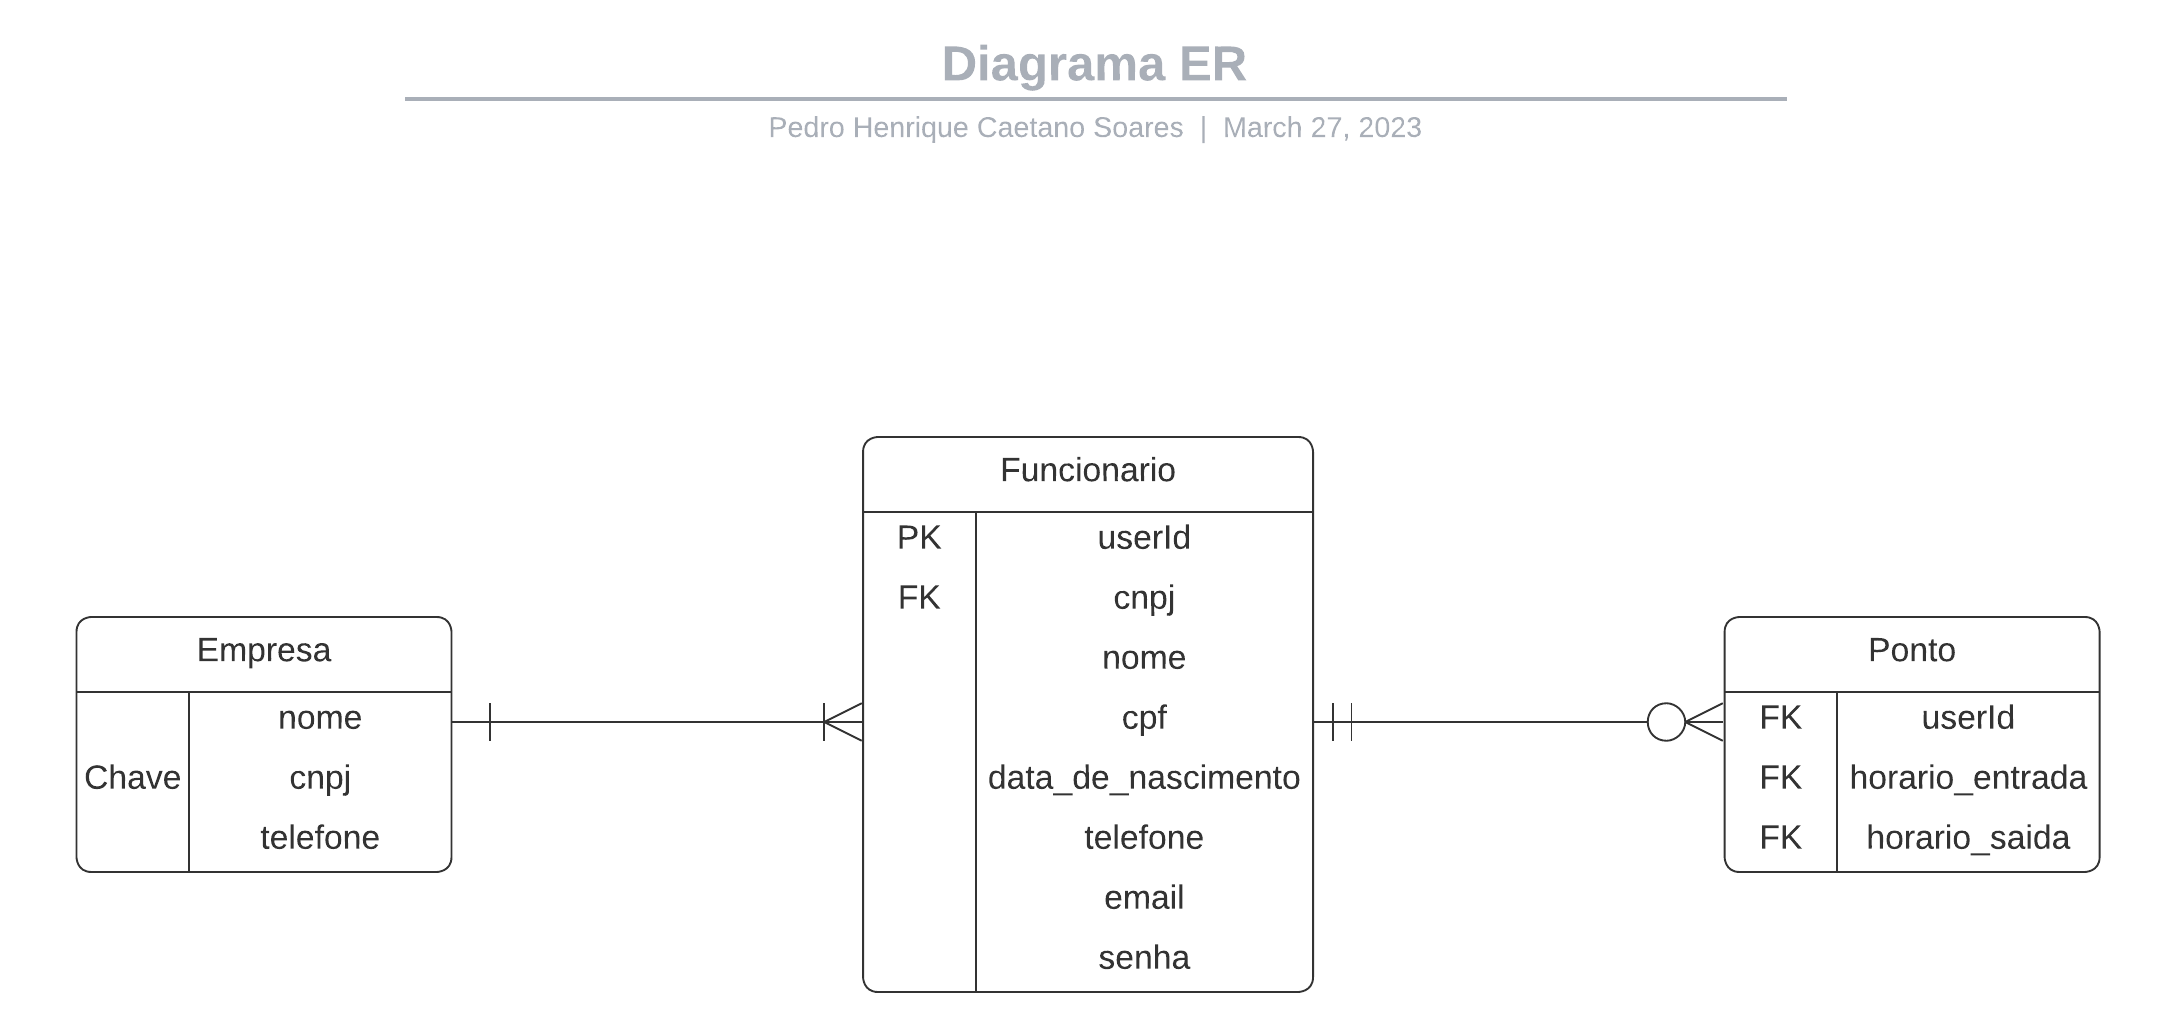 Diagrama ER
Pedro Henrique Caetano Soares | March 27, 2023
Empresa
nome
Chave cnpj
telefone
Funcionario
PK userId
FK cnpj
nome
cpf
data_de_nascimento
telefone
email
senha
Ponto
FK userId
FK horario_entrada
FK horario_saida